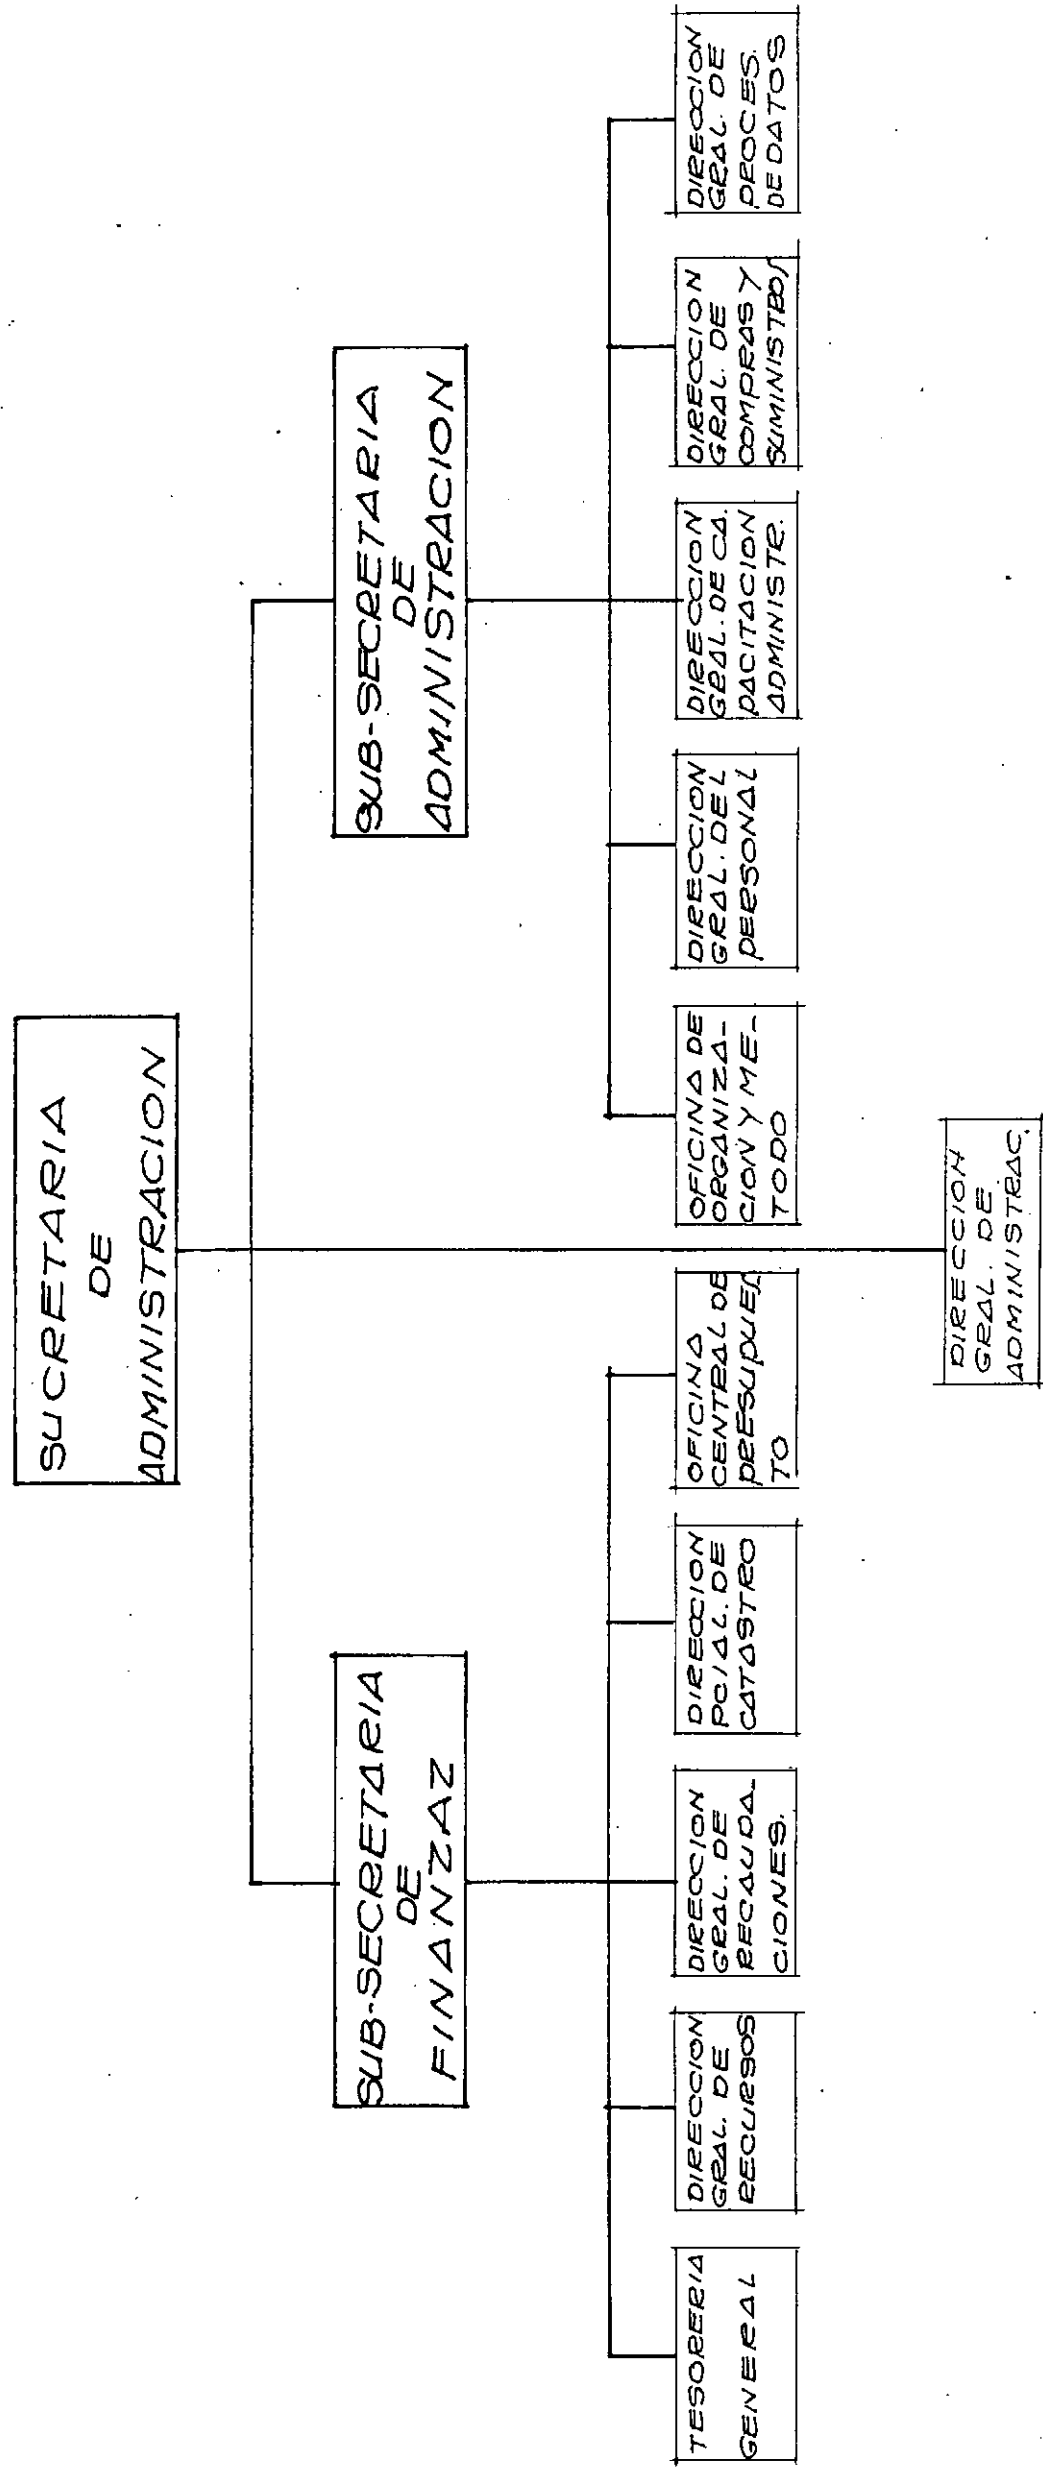 SUCRETARIA
DE
ADMINISTRACION
SUB-SECRETARIA
DE
FINANZAZ
SUB-SECRETARIA
DE
ADMINISTRACION
TESORERIA
GENERAL
DIRECCION
GRAL. DE
RECURSOS
DIRECCION
GRAL. DE
RECAUDA_
CIONES.
DIRECCION
PCIAL. DE
CATASTRO
OFICINA
CENTRAL DE
PRESUPUES
TO
OFICINA DE
ORGANIZA_
CION Y ME_
TODO
DIRECCION
GRAL. DEL
PERSONAL
DIRECCION
GRAL. DE CA.
PACITACION
ADMINISTR.
DIRECCION
GRAL. DE
COMPRAS Y
SUMINISTROS
DIRECCION
GRAL. DE
PROCES.
DE DATOS
DIRECCION
GRAL. DE
ADMINISTRAC.